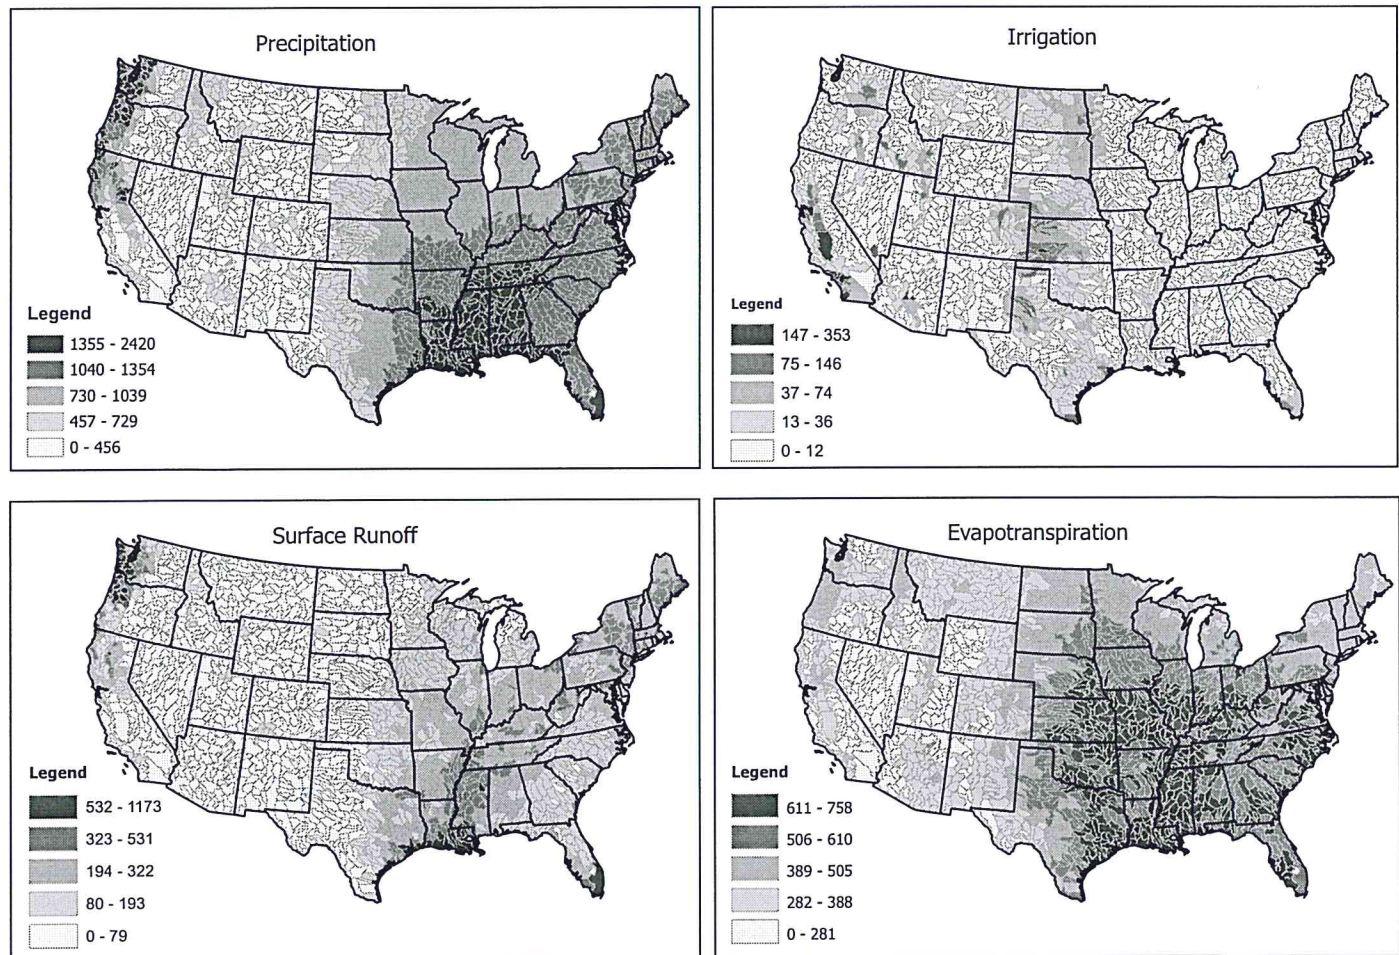 Precipitation
Legend
1355 - 2420
1040 - 1354
730 - 1039
457 - 729
0 - 456
Irrigation
Legend
147 - 353
75 - 146
37 - 74
13 - 36
0 - 12
Surface Runoff
Legend
532 - 1173
323 - 531
194 - 322
80 - 193
0 - 79
Evapotranspiration
Legend
611 - 758
506 - 610
389 - 505
282 - 388
0 - 281